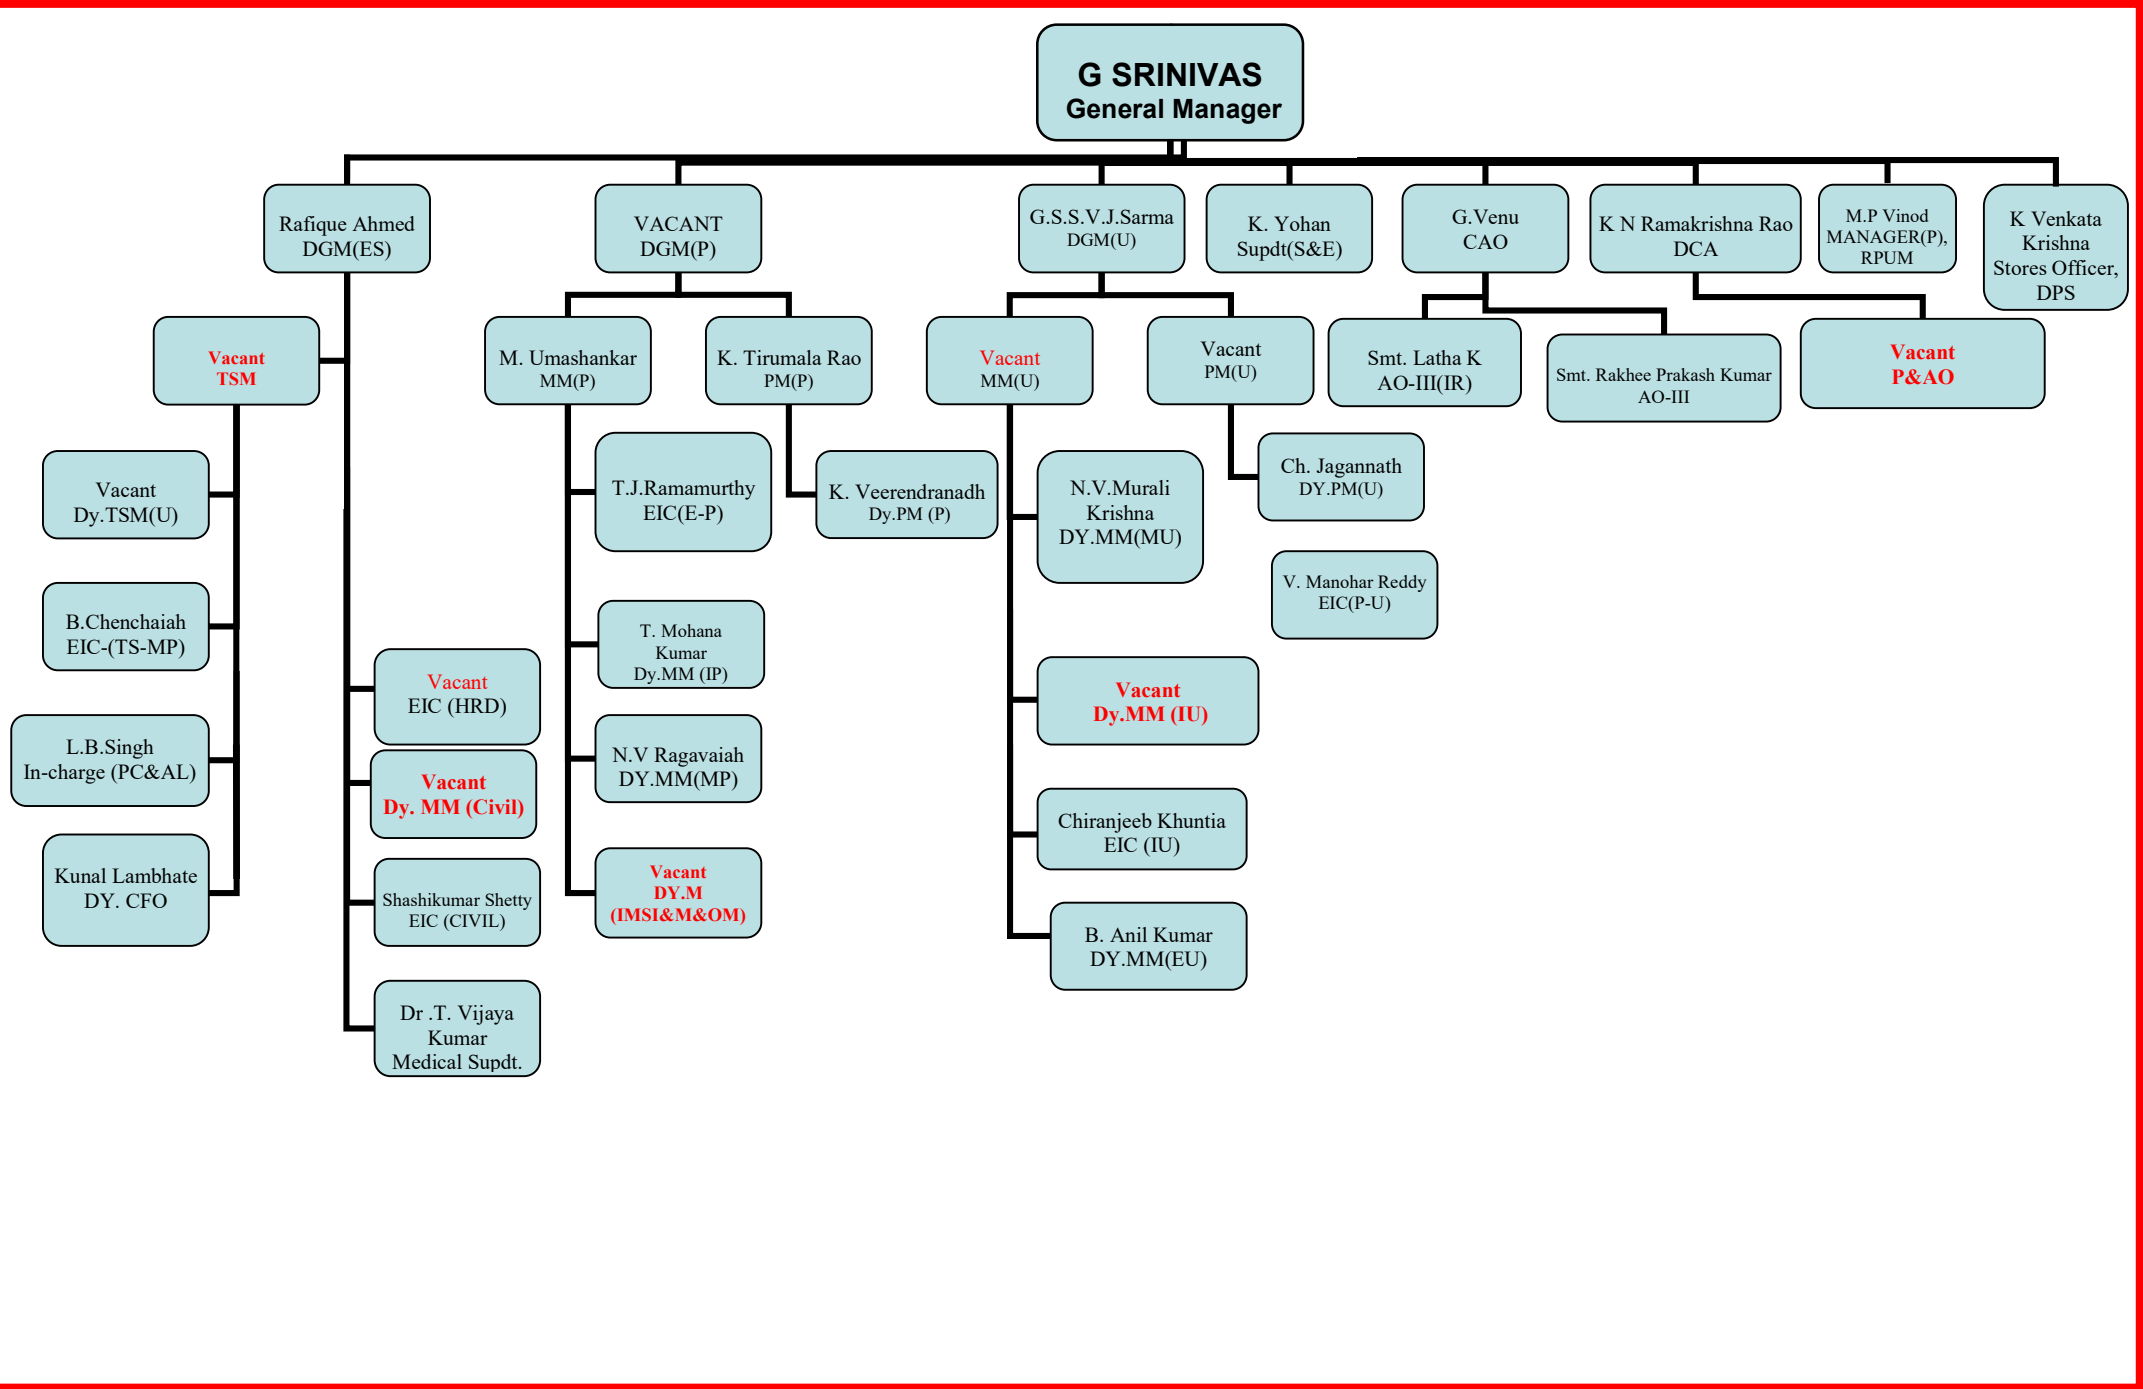 G SRINIVAS
General Manager
Rafique Ahmed
DGM(ES)
VACANT
DGM(P)
G.S.S.V.J.Sarma
DGM(U)
K. Yohan
Supdt(S&E)
G.Venu
CAO
K N Ramakrishna Rao
DCA
M.P Vinod
MANAGER(P),
RPUM
K Venkata
Krishna
Stores Officer,
DPS
Vacant
TSM
M. Umashankar
MM(P)
K. Tirumala Rao
PM(P)
Vacant
MM(U)
Vacant
PM(U)
Smt. Latha K
AO-III(IR)
Smt. Rakhee Prakash Kumar
AO-III
Vacant
P&AO
Vacant
Dy.TSM(U)
T.J.Ramamurthy
EIC(E-P)
K. Veerendranadh
Dy.PM (P)
N.V.Murali
Krishna
DY.MM(MU)
Ch. Jagannath
DY.PM(U)
B.Chenchaiah
EIC-(TS-MP)
T. Mohana
Kumar
Dy.MM (IP)
V. Manohar Reddy
EIC(P-U)
Vacant
EIC (HRD)
Vacant
Dy.MM (IU)
L.B.Singh
In-charge (PC&AL)
Vacant
Dy. MM (Civil)
N.V Ragavaiah
DY.MM(MP)
Chiranjeeb Khuntia
EIC (IU)
Kunal Lambhate
DY. CFO
Shashikumar Shetty
EIC (CIVIL)
Vacant
DY.M
(IMSI&M&OM)
B. Anil Kumar
DY.MM(EU)
Dr .T. Vijaya
Kumar
Medical Supdt.